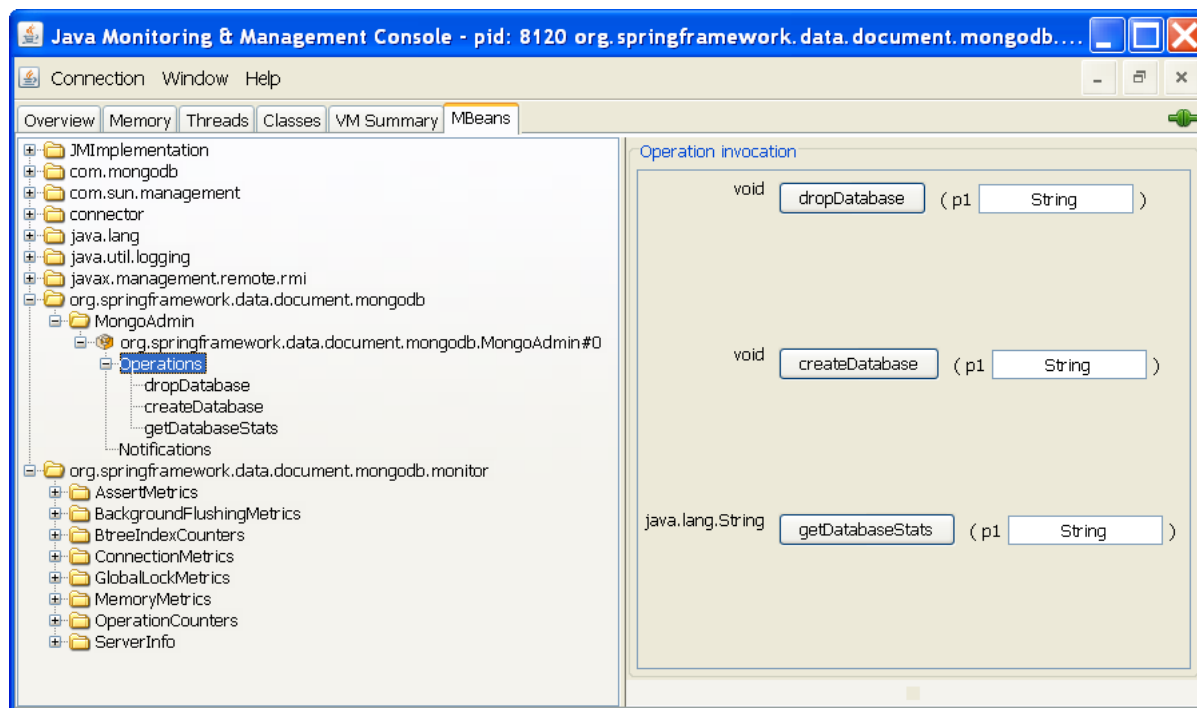 Java Monitoring & Management Console - pid: 8120 org.springframework.data.document.mongodb....
Connection Window Help
Overview Memory Threads Classes VM Summary MBeans
JMImplementation
com.mongodb
com.sun.management
connector
java.lang
java.util.logging
javax.management.remote.rmi
org.springframework.data.document.mongodb
MongoAdmin
org.springframework.data.document.mongodb.MongoAdmin#0
Operations
dropDatabase
createDatabase
getDatabaseStats
Notifications
org.springframework.data.document.mongodb.monitor
AssertMetrics
BackgroundFlushingMetrics
BtreeIndexCounters
ConnectionMetrics
GlobalLockMetrics
MemoryMetrics
OperationCounters
ServerInfo
Operation invocation
void dropDatabase ( p1 String )
void createDatabase ( p1 String )
java.lang.String getDatabaseStats ( p1 String )